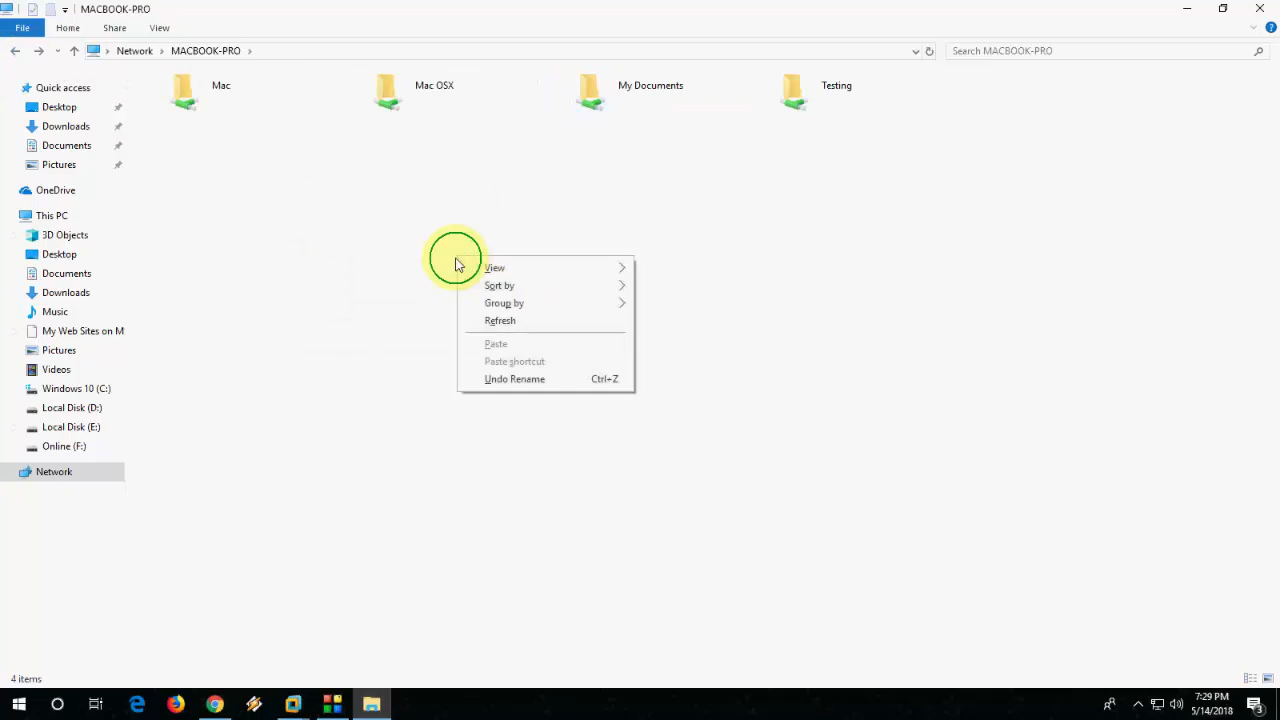 MACBOOK-PRO
File Home Share View
Network MACBOOK-PRO
Search MACBOOK-PRO
Quick access
Desktop
Downloads
Documents
Pictures
OneDrive
This PC
3D Objects
Desktop
Documents
Downloads
Music
My Web Sites on M
Pictures
Videos
Windows 10 (C:)
Local Disk (D:)
Local Disk (E:)
Online (F:)
Network
Mac
Mac OSX
My Documents
Testing
View
Sort by
Group by
Refresh
Paste
Paste shortcut
Undo Rename Ctrl+Z
4 items
7:29 PM
5/14/2018
3